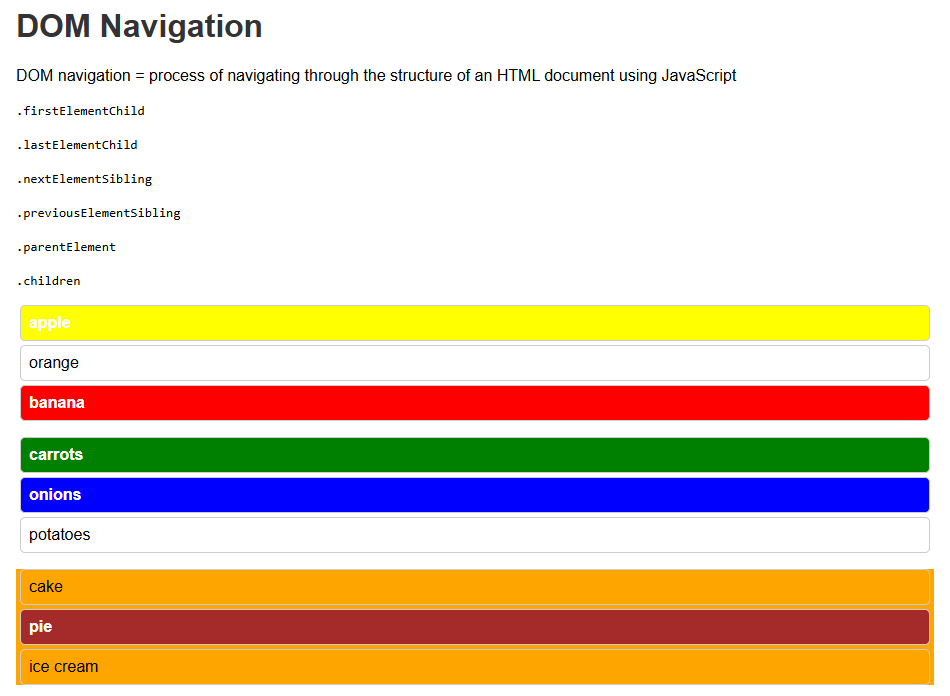 DOM Navigation
DOM navigation = process of navigating through the structure of an HTML document using JavaScript
.firstElementChild
.lastElementChild
.nextElementSibling
.previousElementSibling
.parentElement
.children
apple
orange
banana
carrots
onions
potatoes
cake
pie
ice cream